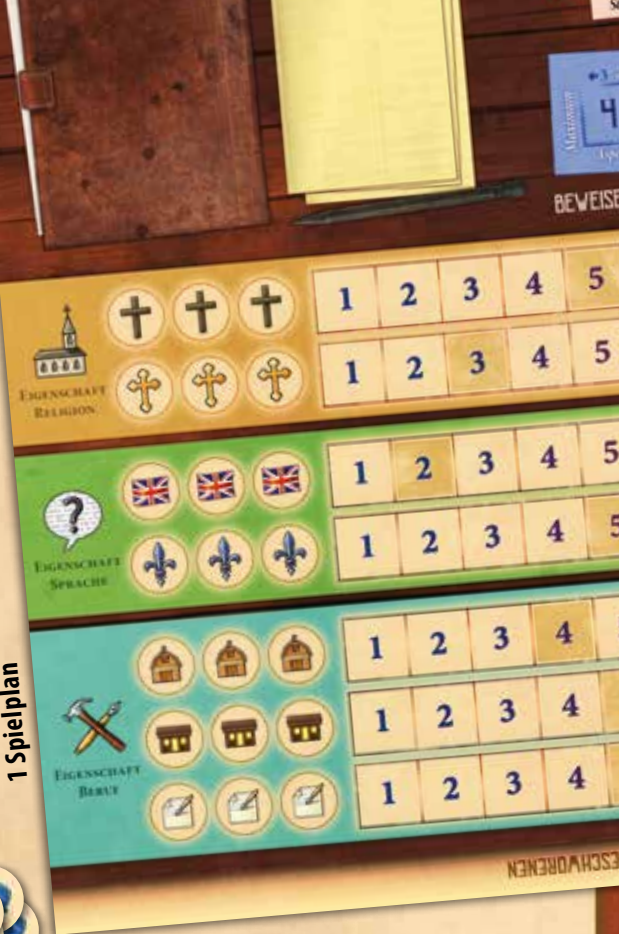 4
BEWEISE
1 2 3 4 5
1 2 3 4 5
EIGENSCHAFT
RELIGION
1 2 3 4 5
?
1 2 3 4 5
EIGENSCHAFT
SPRACHE
1 2 3 4
1 2 3 4
EIGENSCHAFT
BERUF
1 2 3 4
ESCHWORENEN
1 Spielplan